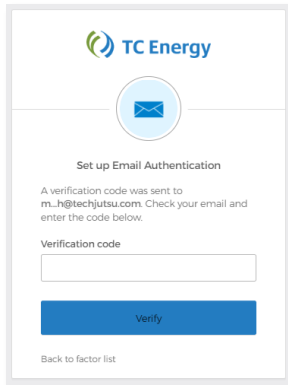 TC Energy
Set up Email Authentication
A verification code was sent to
m...h@techjutsu.com. Check your email and
enter the code below.
Verification code
Verify
Back to factor list